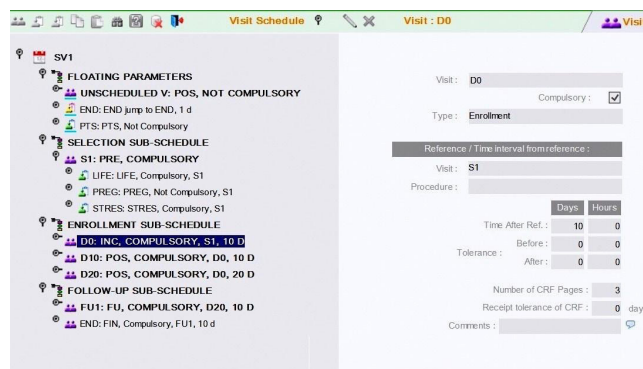 Visit Schedule
Visit : D0
Visi
SV1
FLOATING PARAMETERS
UNSCHEDULED V: POS, NOT COMPULSORY
END: END jump to END, 1 d
PTS: PTS, Not Compulsory
SELECTION SUB-SCHEDULE
S1: PRE, COMPULSORY
LIFE: LIFE, Compulsory, S1
PREG: PREG, Not Compulsory, S1
STRES: STRES, Compulsory, S1
ENROLLMENT SUB-SCHEDULE
D0: INC, COMPULSORY, S1, 10 D
D10: POS, COMPULSORY, D0, 10 D
D20: POS, COMPULSORY, D0, 20 D
FOLLOW-UP SUB-SCHEDULE
FU1: FU, COMPULSORY, D20, 10 D
END: FIN, Compulsory, FU1, 10 d
Visit : D0
Compulsory :
Type : Enrollment
Reference / Time interval from reference :
Visit : S1
Procedure :
Days Hours
Time After Ref. : 10 0
Tolerance : Before : 0 0
After : 0 0
Number of CRF Pages : 3
Receipt tolerance of CRF : 0 day
Comments :